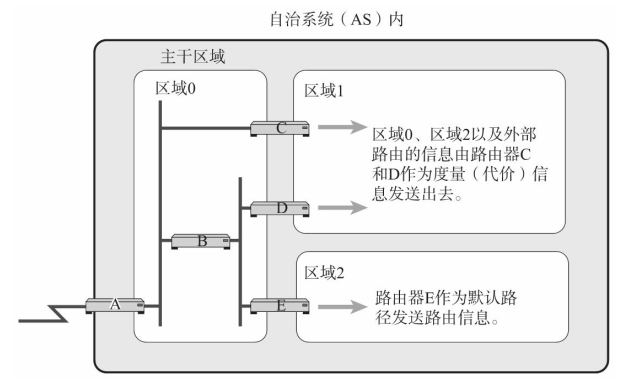 自治系统（AS）内
主干区域
区域0
区域1
C
区域0、区域2以及外部
路由的信息由路由器C
和D作为度量（代价）信
息发送出去。
D
B
区域2
A
E
路由器E作为默认路
径发送路由信息。